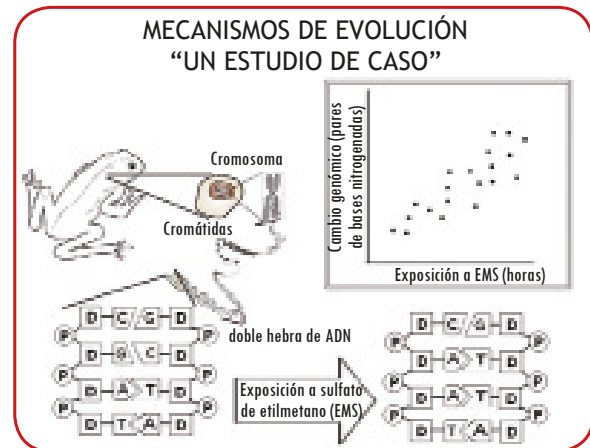 MECANISMOS DE EVOLUCIÓN
“UN ESTUDIO DE CASO”
Cromosoma
Cromátidas
Cambio genómico (pares
de bases nitrogenadas)
Exposición a EMS (horas)
D C G D
P P
D G C D
P P
D A T D
P P
D T A D
doble hebra de ADN
Exposición a sulfato
de etilmetano (EMS)
D C G D
P P
D A T D
P P
D A T D
P P
D T A D